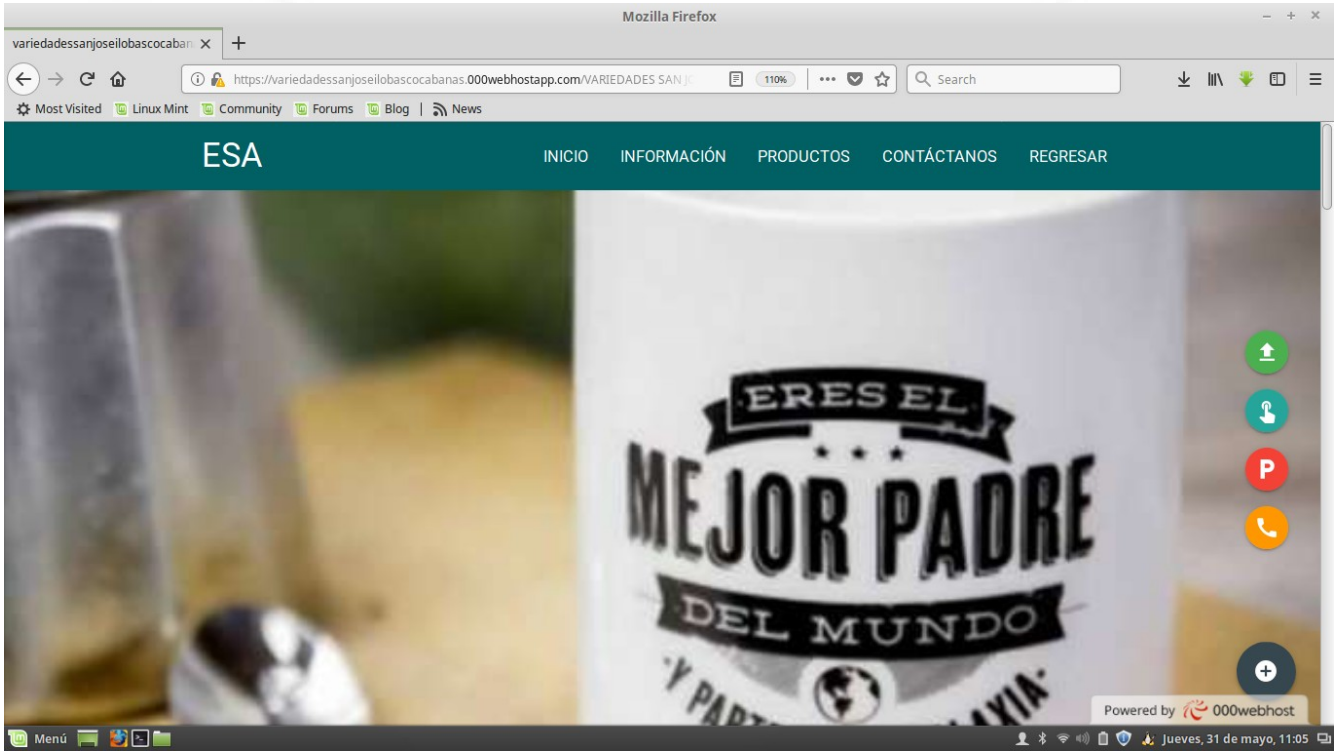 Mozilla Firefox
variedadessanjoseilobascocaban
https://variedadessanjoseilobascocabanas.000webhostapp.com/VARIEDADES SAN J
110%
Search
Most Visited Linux Mint Community Forums Blog | News
ESA INICIO INFORMACIÓN PRODUCTOS CONTÁCTANOS REGRESAR
ERES EL
MEJOR PADRE
DEL MUNDO
Y
P
Powered by 000webhost
Menú
Jueves, 31 de mayo, 11:05